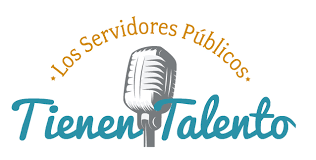 • Los Servidores Públicos •
Tienen Talento